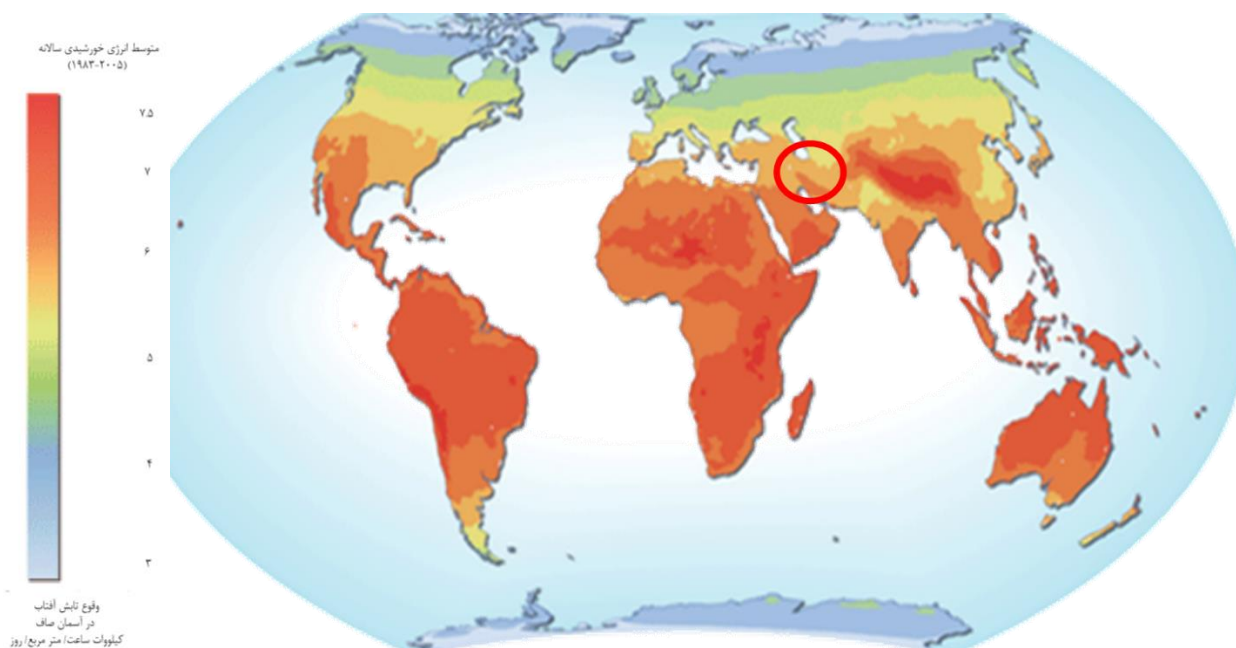 متوسط انرژی خورشیدی سالانه
(۱۹۸۳-۲۰۰۵)
۷.۵
۷
۶
۵
۴
۳
وقوع تابش آفتاب
در آسمان صاف
کیلووات ساعت/ متر مربع/ روز